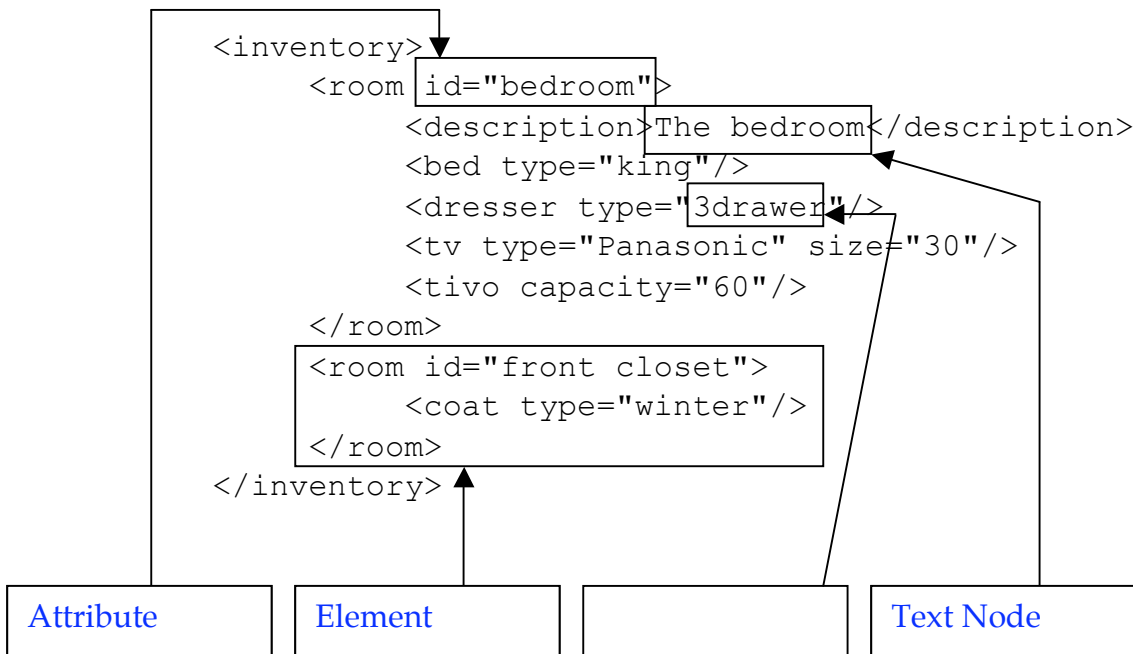 <inventory>
<room id="bedroom">
<description>The bedroom</description>
<bed type="king"/>
<dresser type="3drawer"/>
<tv type="Panasonic" size="30"/>
<tivo capacity="60"/>
</room>
<room id="front closet">
<coat type="winter"/>
</room>
</inventory>
Attribute Element Text Node